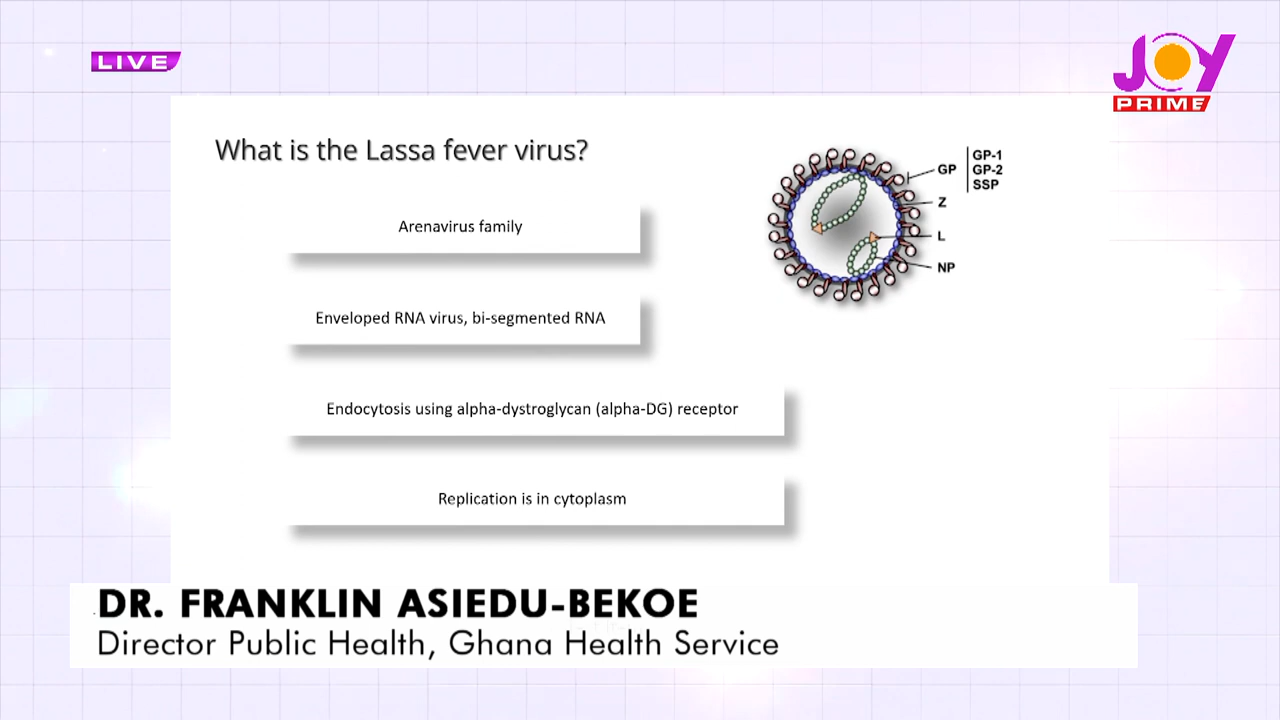 LIVE
JOY
PRIME
What is the Lassa fever virus?
GP
GP-1
GP-2
SSP
Z
L
NP
Arenavirus family
Enveloped RNA virus, bi-segmented RNA
Endocytosis using alpha-dystroglycan (alpha-DG) receptor
Replication is in cytoplasm
DR. FRANKLIN ASIEDU-BEKOE
Director Public Health, Ghana Health Service